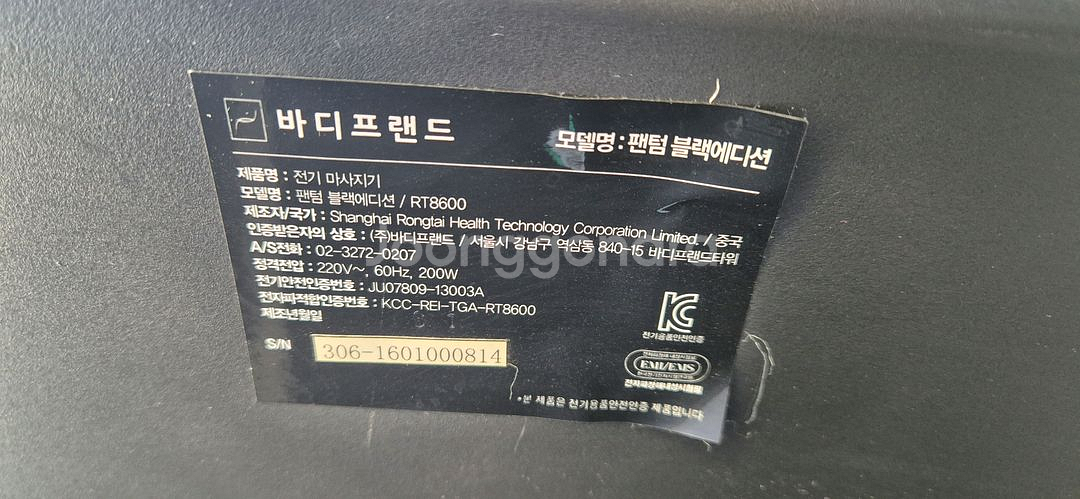 바디프랜드
모델명 : 팬텀 블랙에디션
제품명 : 전기 마사지기
모델명 : 팬텀 블랙에디션 / RT8600
제조자/국가 : Shanghai Rongtai Health Technology Corporation Limited. / 중국
인증받은자의 상호 : (주)바디프랜드 / 서울시 강남구 역삼동 840-15 바디프랜드타워
A/S전화 : 02-3272-0207
정격전압 : 220V~, 60Hz, 200W
전기안전인증번호 : JU07809-13003A
전자파적합인증번호 : KCC-REI-TGA-RT8600
제조년월일
S/N 306-1601000814
전기용품안전인증
EMI/EMS
*본 제품은 전기용품안전인증 제품입니다
Joonggonara